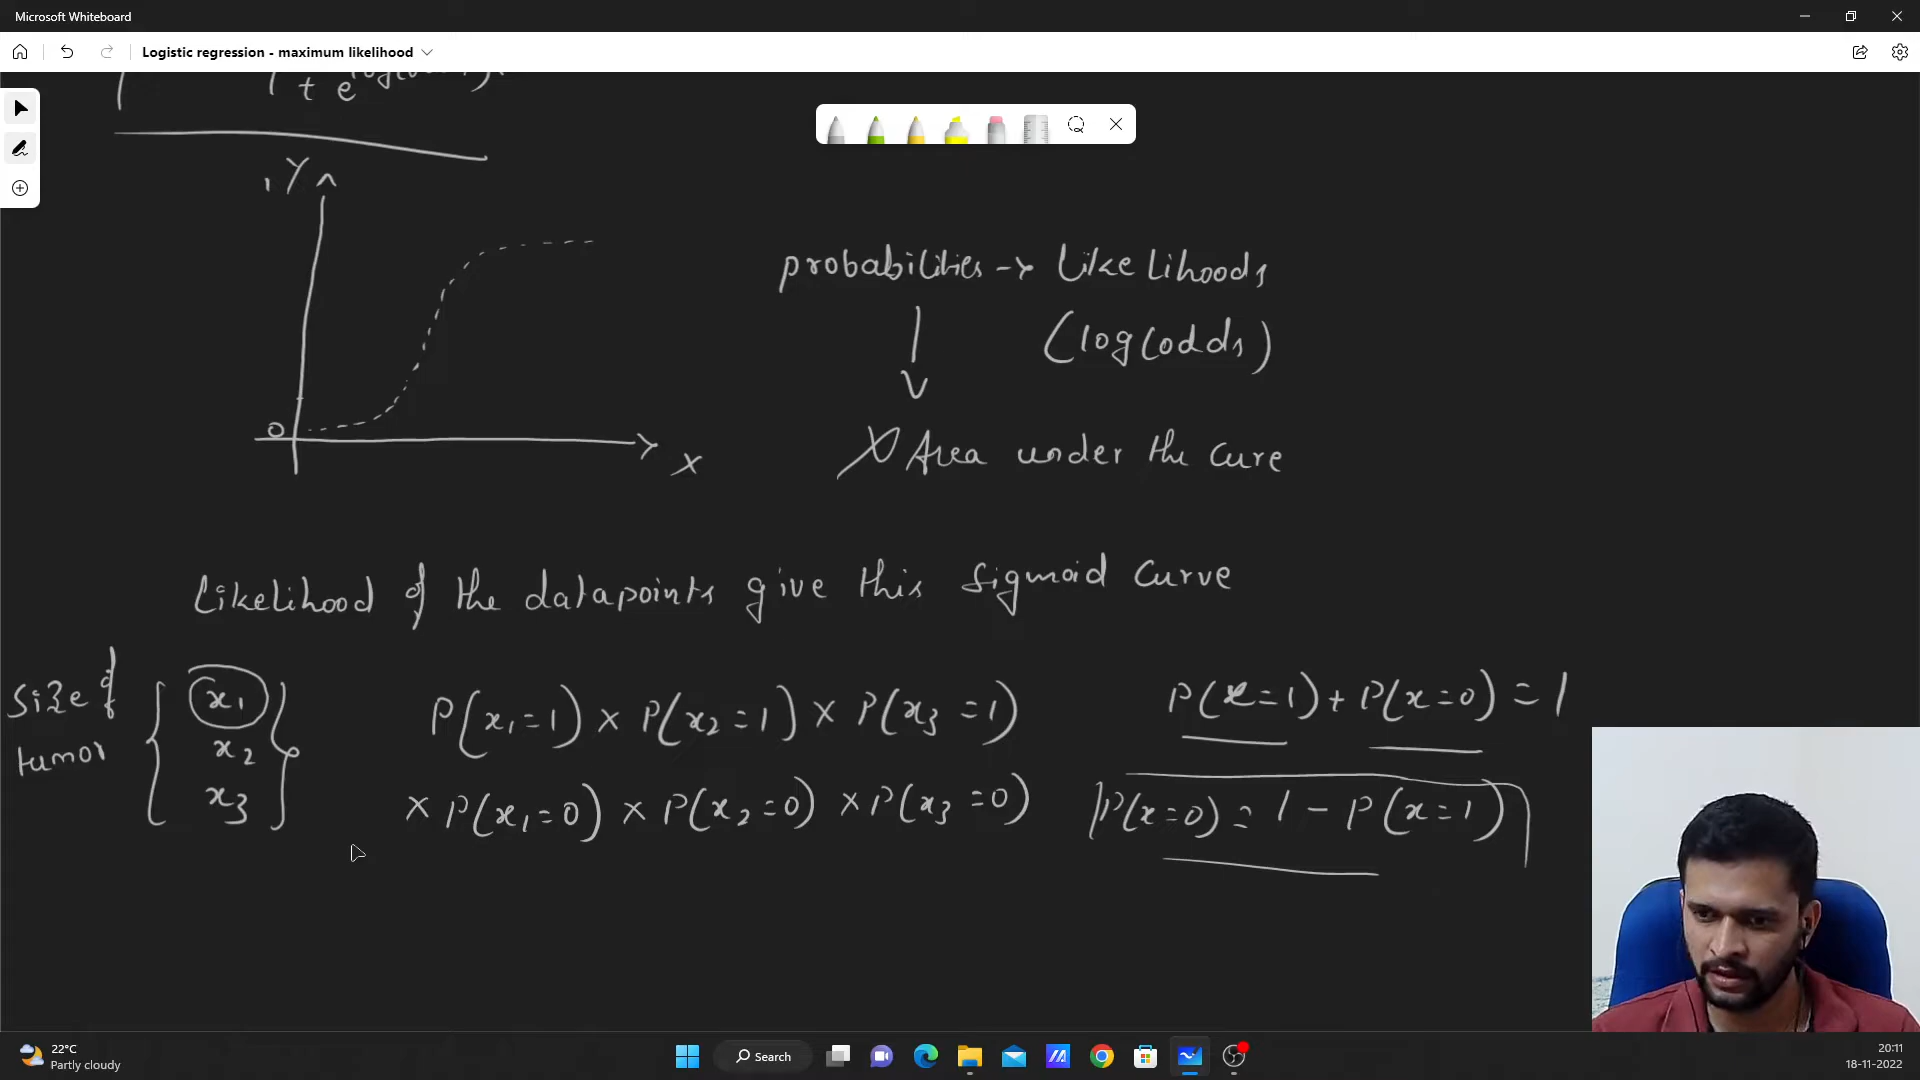 Microsoft Whiteboard
Logistic regression - maximum likelihood
1 + e
Y
0
X
probabilities → Likelihoods
(log(odds)
X Area under the cure
Likelihood of the datapoints give this sigmoid curve
Size of
tumor
x₁
x₂
x₃
P(x₁=1) × P(x₂=1) × P(x₃=1)
× P(x₁=0) × P(x₂=0) × P(x₃=0)
P(x=1) + P(x=0) = 1
P(x=0) = 1 - P(x=1)
22°C
Partly cloudy
Search
20:11
18-11-2022